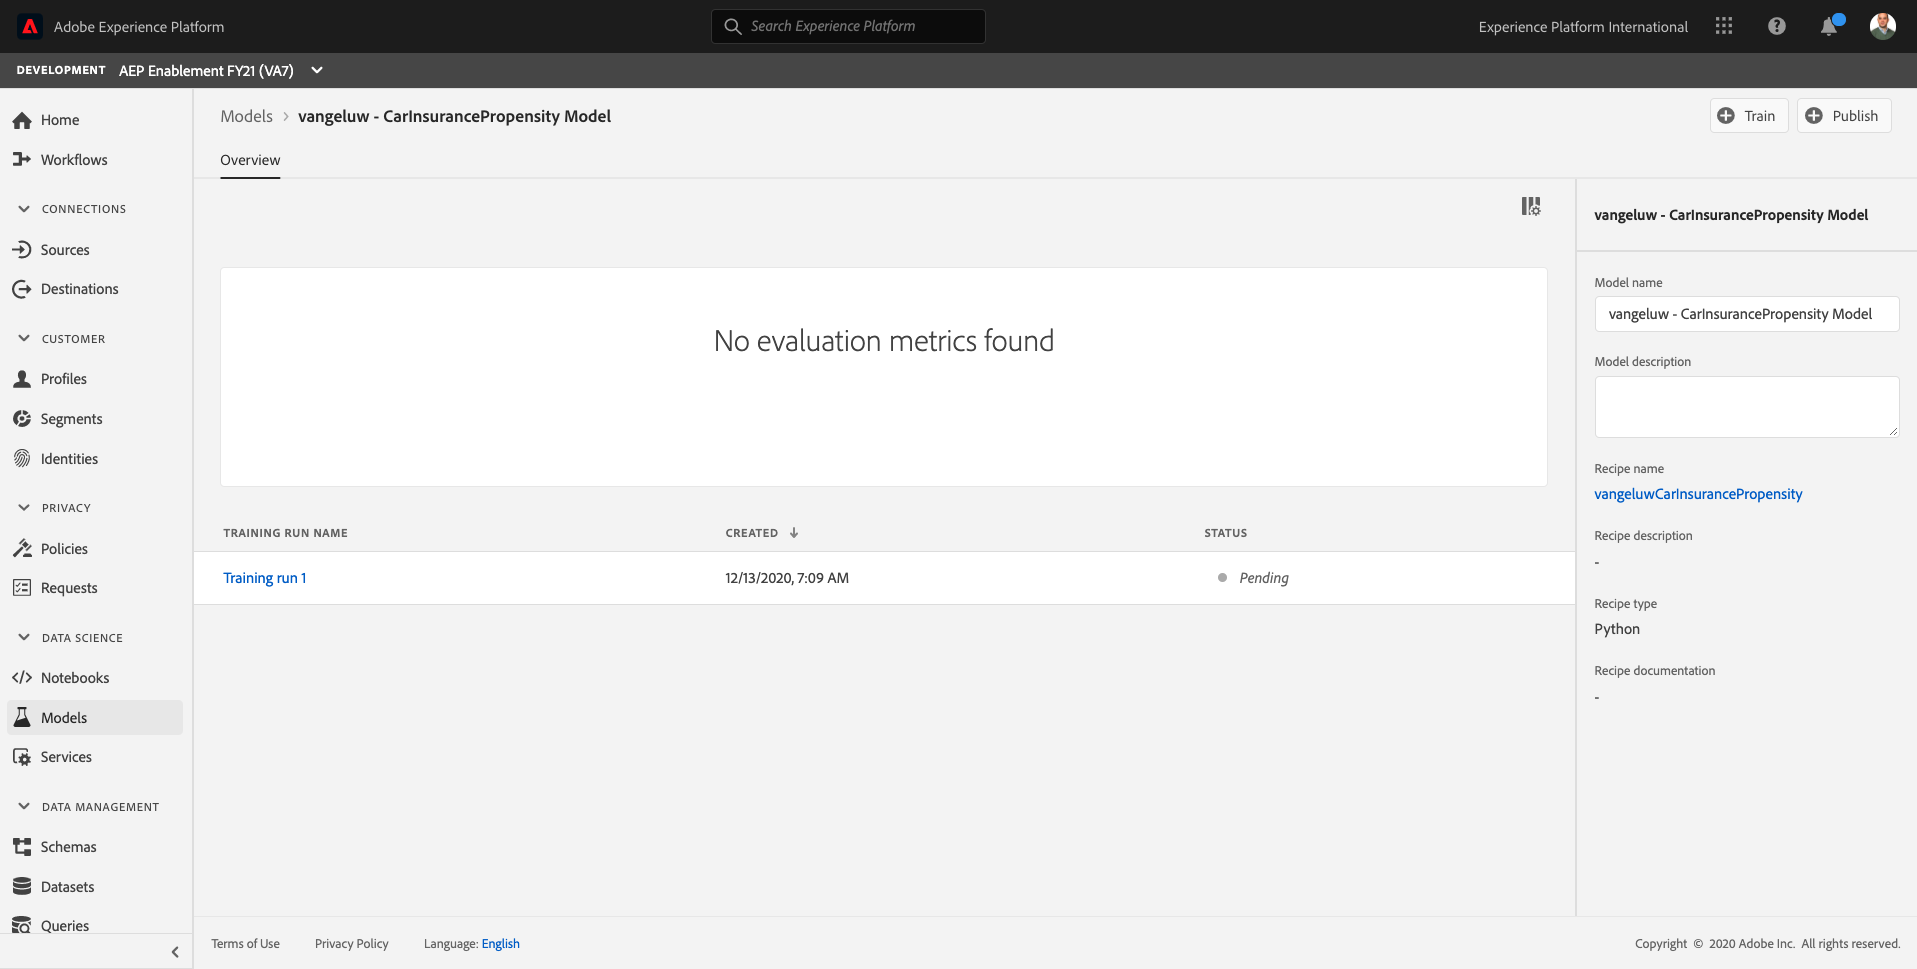 Adobe Experience Platform
Search Experience Platform
Experience Platform International
DEVELOPMENT AEP Enablement FY21 (VA7)
Home
Workflows
CONNECTIONS
Sources
Destinations
CUSTOMER
Profiles
Segments
Identities
PRIVACY
Policies
Requests
DATA SCIENCE
Notebooks
Models
Services
DATA MANAGEMENT
Schemas
Datasets
Queries
Models > vangeluw - CarInsurancePropensity Model
Train
Publish
Overview
No evaluation metrics found
TRAINING RUN NAME CREATED ↓ STATUS
Training run 1 12/13/2020, 7:09 AM Pending
vangeluw - CarInsurancePropensity Model
Model name
vangeluw - CarInsurancePropensity Model
Model description
Recipe name
vangeluwCarInsurancePropensity
Recipe description
-
Recipe type
Python
Recipe documentation
-
Terms of Use Privacy Policy Language: English
Copyright © 2020 Adobe Inc. All rights reserved.